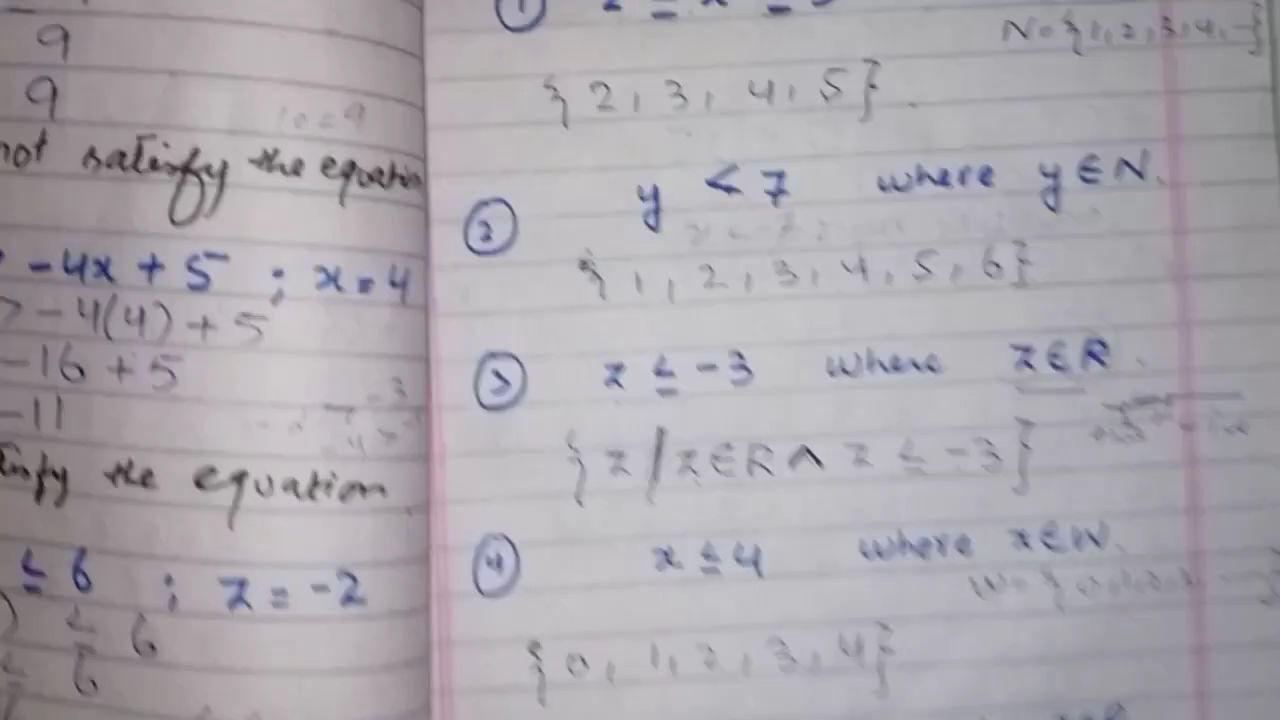 9
9
not satisfy the equation
-4x + 5 ; x = 4
> -4(4) + 5
-16 + 5
-11
the equation
≤ 6 ; z = -2
≤ 6
≤ 6
①
N = {1, 2, 3, 4, -}
{2, 3, 4, 5}.
② y < 7 where y ∈ N.
{1, 2, 3, 4, 5, 6}
③ z ≤ -3 where z ∈ R.
{z / z ∈ R ∧ z ≤ -3}
④ x ≤ 4 where x ∈ W.
{0, 1, 2, 3, 4}